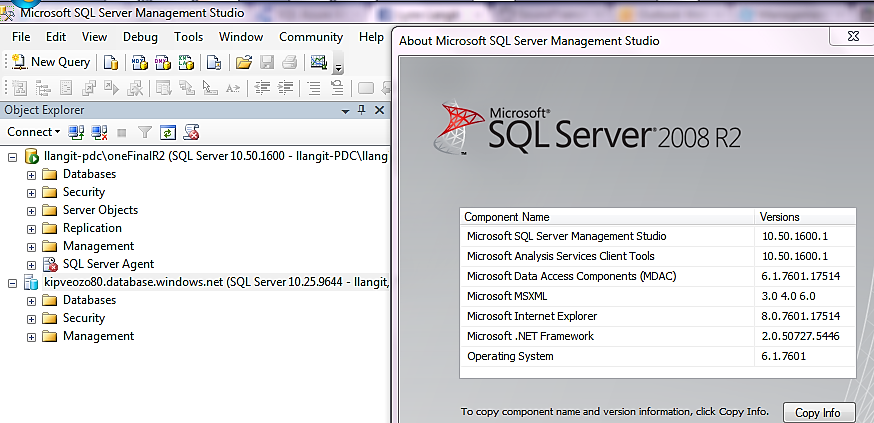 Microsoft SQL Server Management Studio
File Edit View Debug Tools Window Community Help
New Query
Object Explorer
Connect
llangit-pdc\oneFinalR2 (SQL Server 10.50.1600 - llangit-PDC\llang
Databases
Security
Server Objects
Replication
Management
SQL Server Agent
kipveozo80.database.windows.net (SQL Server 10.25.9644 - llangit,
Databases
Security
Management
About Microsoft SQL Server Management Studio
Microsoft®
SQL Server® 2008 R2
Component Name Versions
Microsoft SQL Server Management Studio 10.50.1600.1
Microsoft Analysis Services Client Tools 10.50.1600.1
Microsoft Data Access Components (MDAC) 6.1.7601.17514
Microsoft MSXML 3.0 4.0 6.0
Microsoft Internet Explorer 8.0.7601.17514
Microsoft .NET Framework 2.0.50727.5446
Operating System 6.1.7601
To copy component name and version information, click Copy Info.
Copy Info